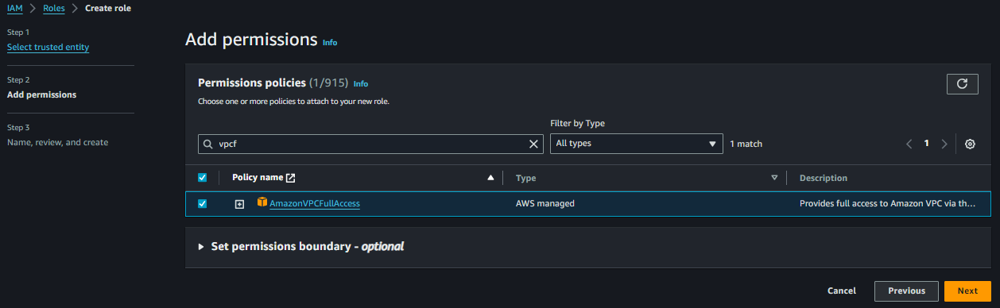 IAM > Roles > Create role
Step 1
Select trusted entity
Step 2
Add permissions
Step 3
Name, review, and create
Add permissions Info
Permissions policies (1/915) Info
Choose one or more policies to attach to your new role.
Filter by Type
vpcf
All types
1 match
1
Policy name
Type
Description
AmazonVPCFullAccess
AWS managed
Provides full access to Amazon VPC via th...
Set permissions boundary - optional
Cancel
Previous
Next